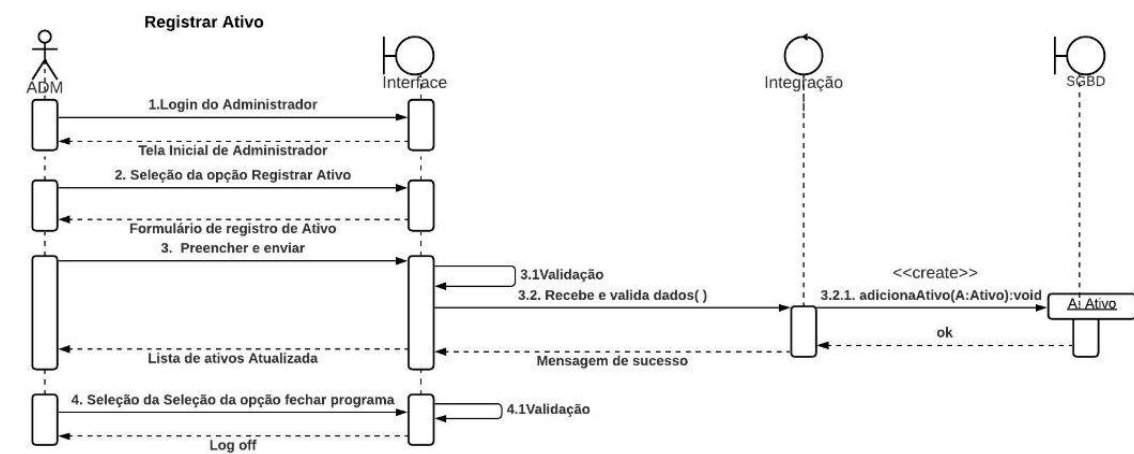 Registrar Ativo
ADM
Interface
Integração
SGBD
1.Login do Administrador
Tela Inicial de Administrador
2. Seleção da opção Registrar Ativo
Formulário de registro de Ativo
3. Preencher e enviar
3.1Validação
3.2. Recebe e valida dados( )
<<create>>
3.2.1. adicionaAtivo(A:Ativo):void
A: Ativo
ok
Mensagem de sucesso
Lista de ativos Atualizada
4. Seleção da Seleção da opção fechar programa
4.1Validação
Log off